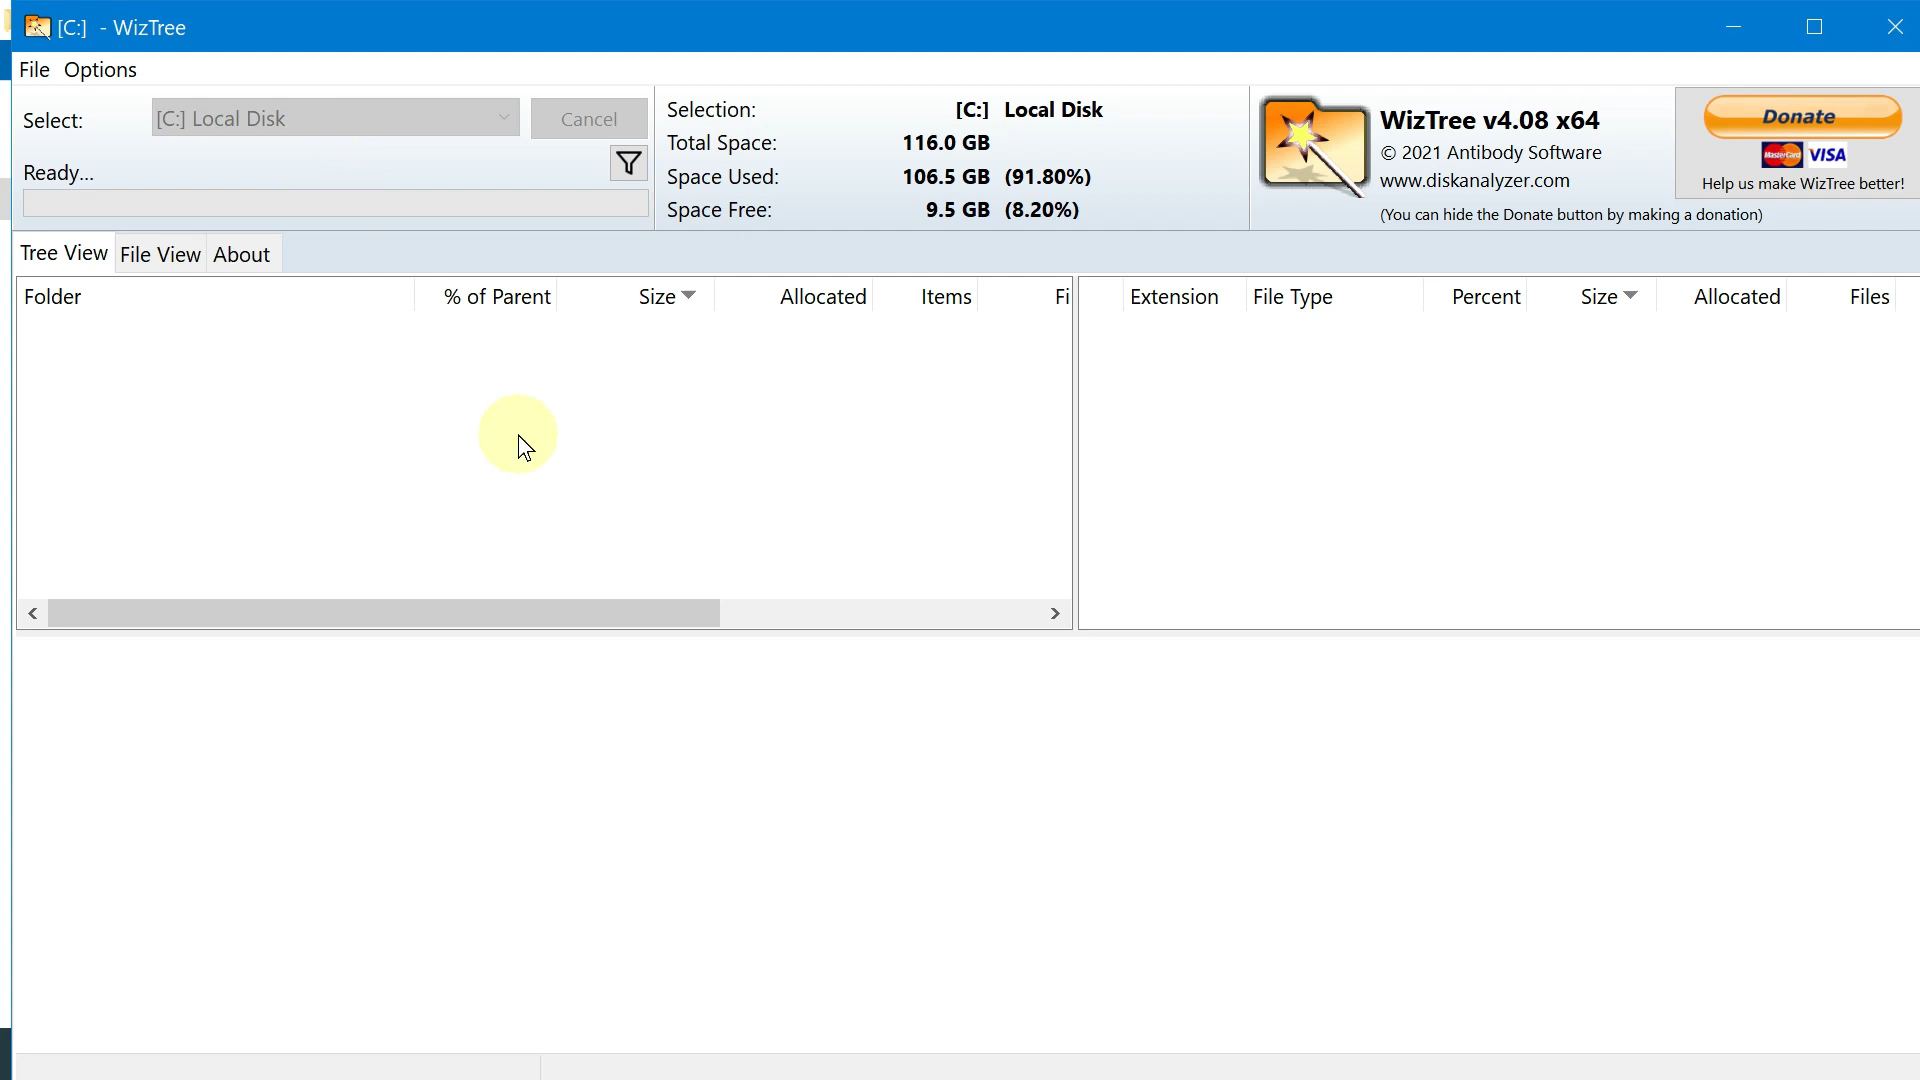 [C:] - WizTree
File Options
Select: [C:] Local Disk Cancel
Ready...
Selection: [C:] Local Disk
Total Space: 116.0 GB
Space Used: 106.5 GB (91.80%)
Space Free: 9.5 GB (8.20%)
WizTree v4.08 x64
© 2021 Antibody Software
www.diskanalyzer.com
(You can hide the Donate button by making a donation)
Donate
MasterCard VISA
Help us make WizTree better!
Tree View File View About
Folder % of Parent Size Allocated Items Fi
Extension File Type Percent Size Allocated Files